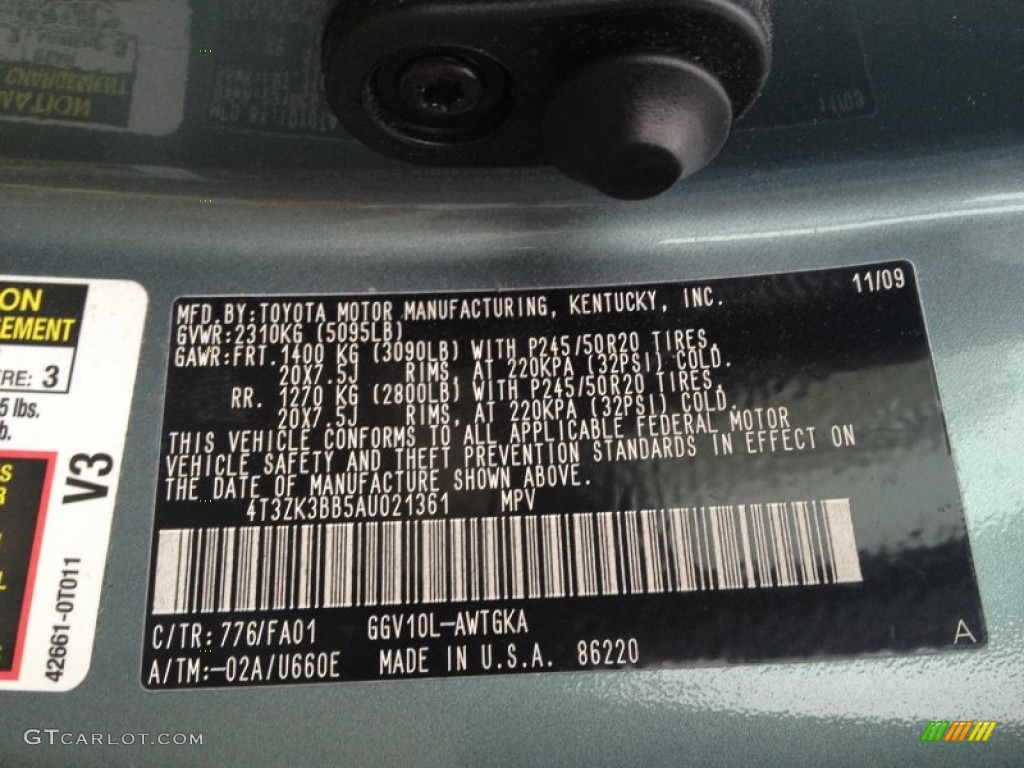 MFD.BY:TOYOTA MOTOR MANUFACTURING, KENTUCKY, INC. 11/09
GVWR:2310KG (5095LB)
GAWR:FRT.1400 KG (3090LB) WITH P245/50R20 TIRES,
20X7.5J RIMS, AT 220KPA (32PSI) COLD.
RR. 1270 KG (2800LB) WITH P245/50R20 TIRES,
20X7.5J RIMS, AT 220KPA (32PSI) COLD.
THIS VEHICLE CONFORMS TO ALL APPLICABLE FEDERAL MOTOR
VEHICLE SAFETY AND THEFT PREVENTION STANDARDS IN EFFECT ON
THE DATE OF MANUFACTURE SHOWN ABOVE.
4T3ZK3BB5AU021361 MPV
C/TR:776/FA01 GGV10L-AWTGKA
A/TM:-02A/U660E MADE IN U.S.A. 86220
A
ON
EMENT
RE: 3
5 lbs.
b.
V3
42661-0T011
GTCARLOT.COM